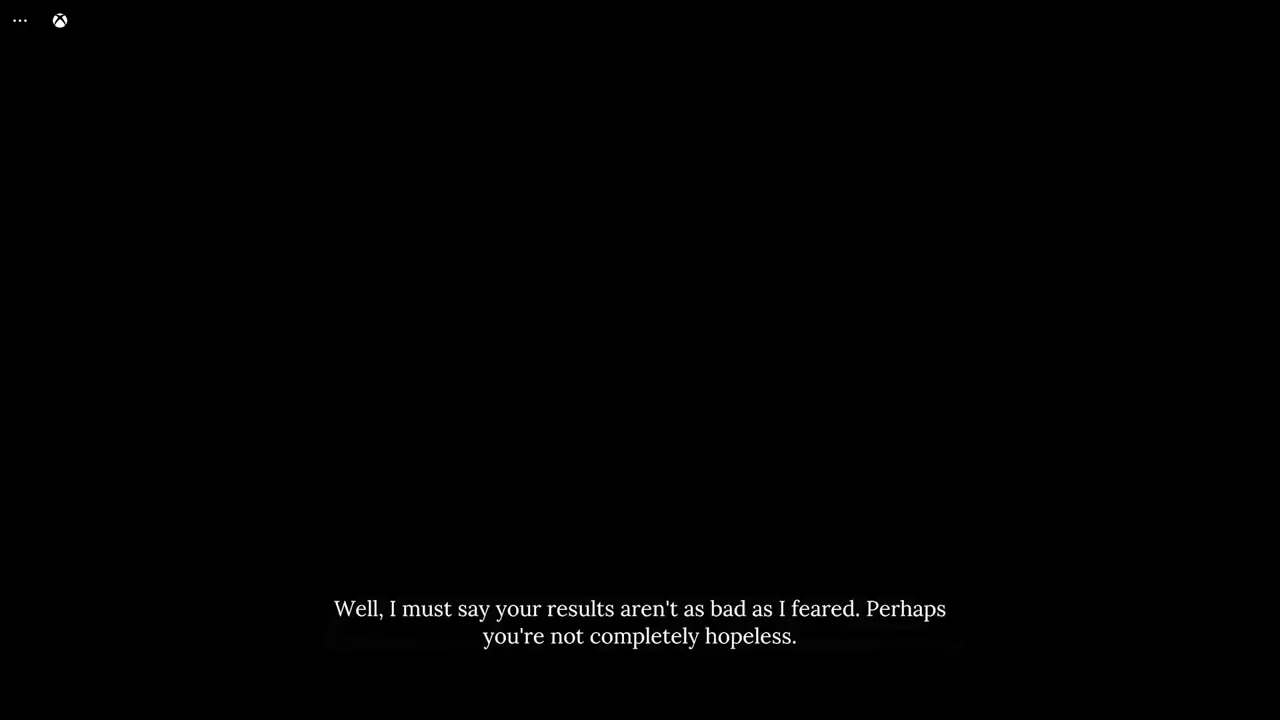 Well, I must say your results aren't as bad as I feared. Perhaps
you're not completely hopeless.